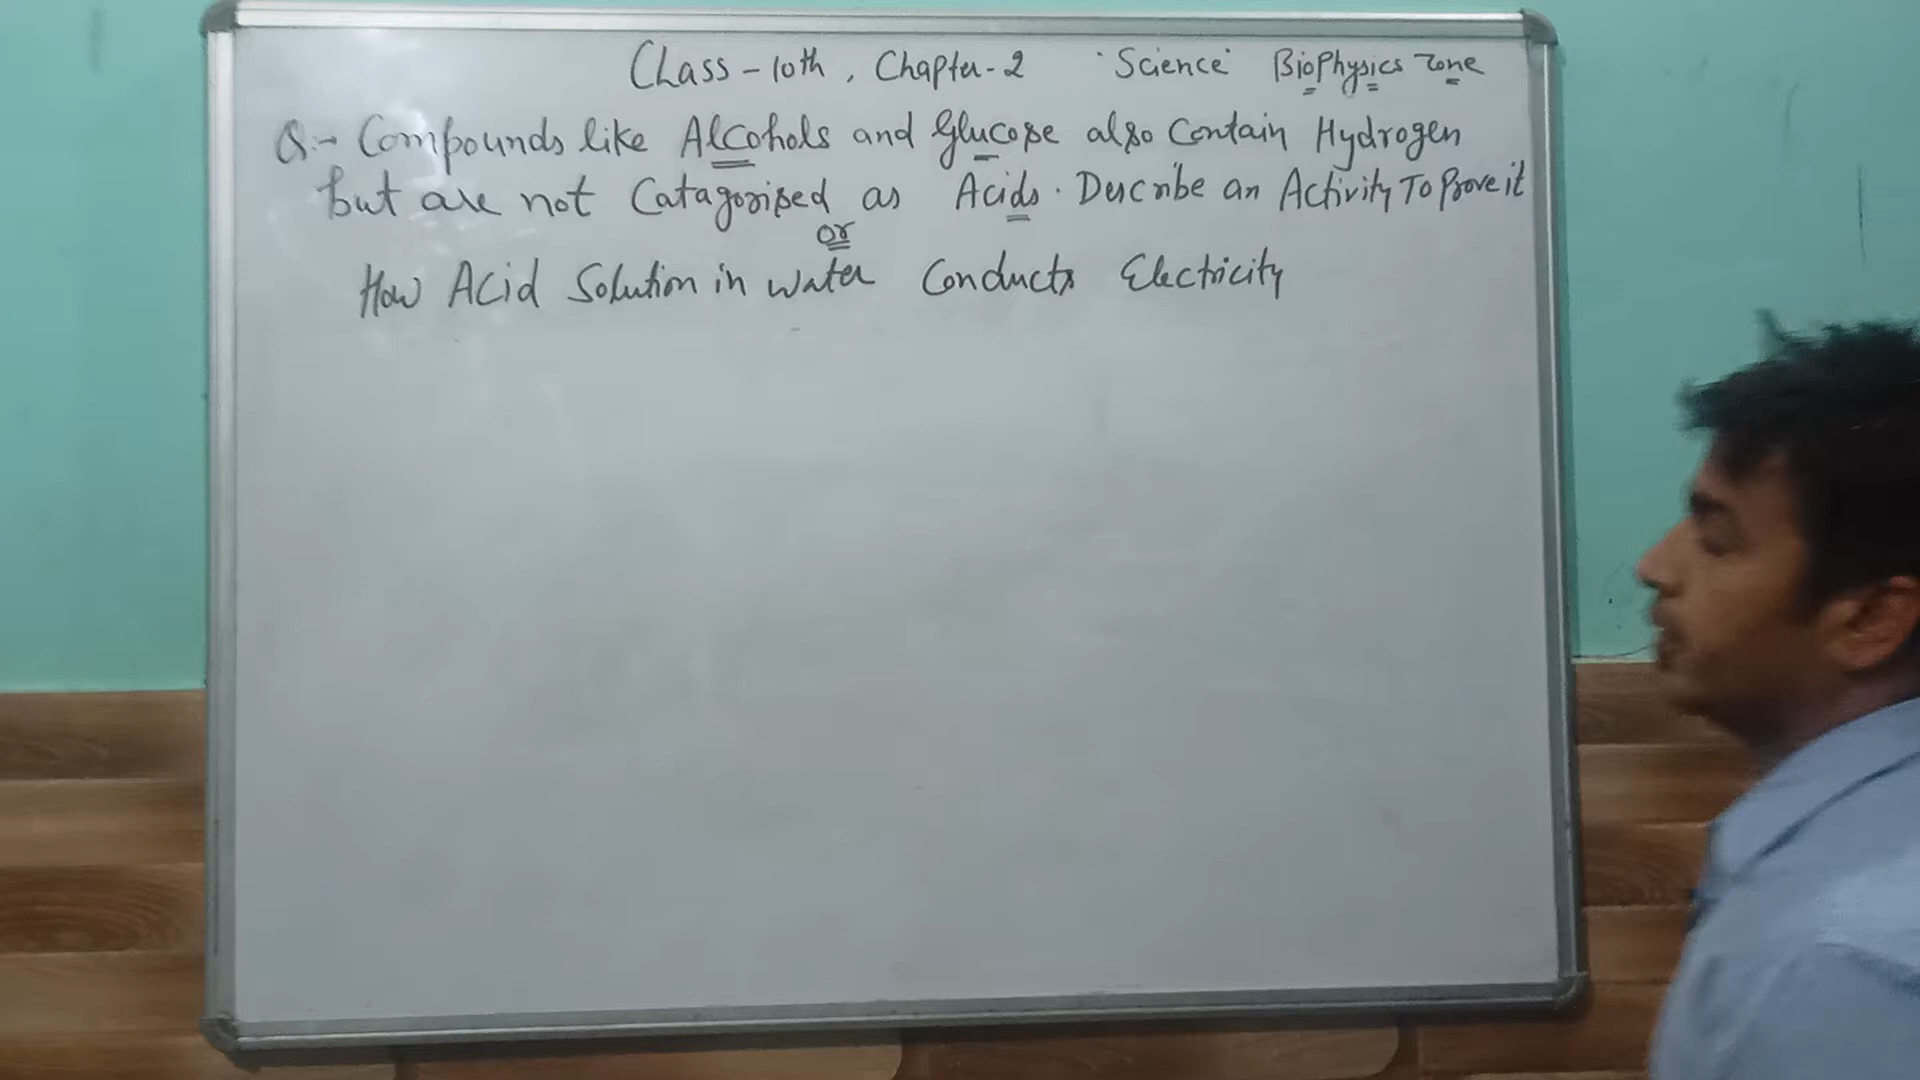 Class - 10th, Chapter - 2 "Science" BioPhysics Zone
Q:- Compounds like Alcohols and Glucose also Contain Hydrogen
but are not Catagorised as Acids. Describe an Activity To Prove it
or
How Acid Solution in water Conducts Electricity